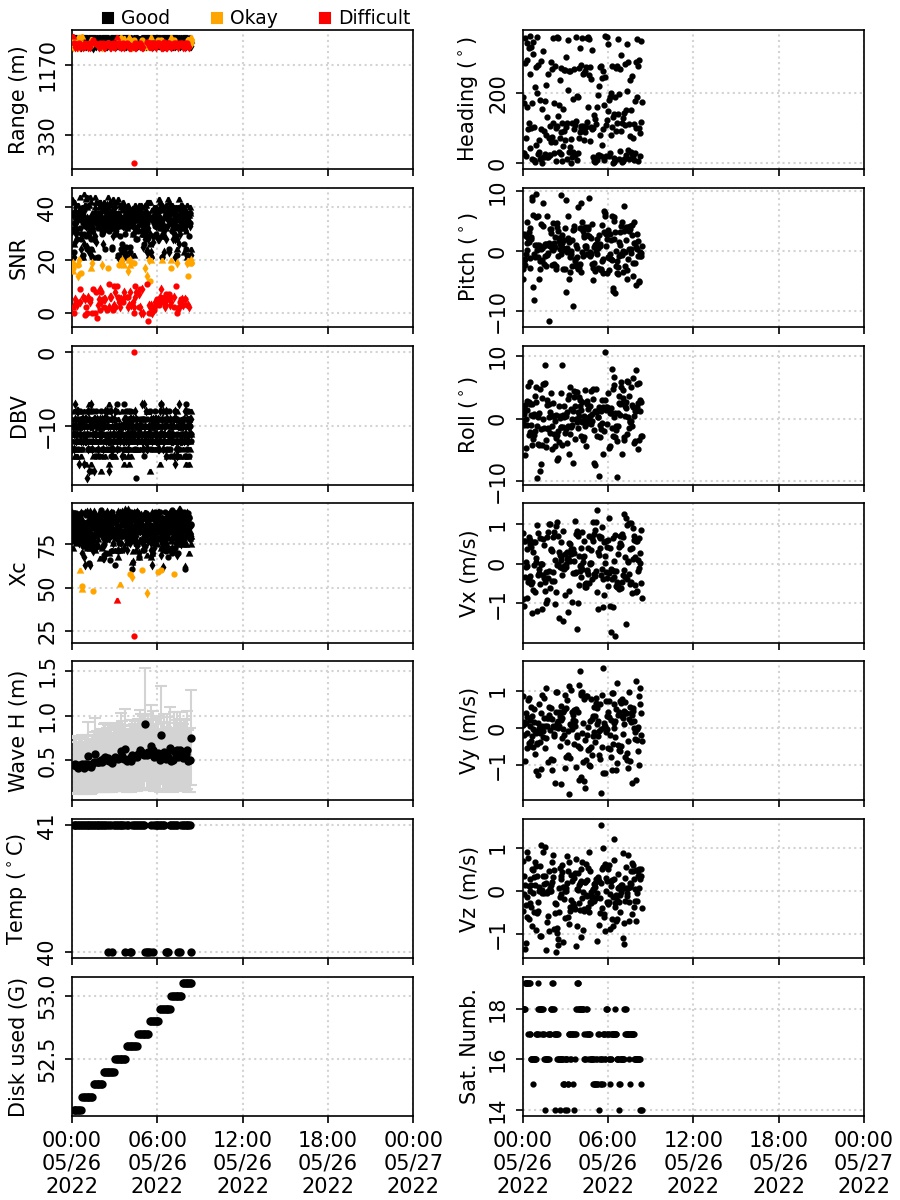 Good Okay Difficult
Range (m)
1170
330
Heading (°)
200
0
SNR
40
20
0
Pitch (°)
10
0
−10
DBV
0
−10
Roll (°)
10
0
−10
Xc
75
50
25
Vx (m/s)
1
0
−1
Wave H (m)
1.5
1.0
0.5
Vy (m/s)
1
0
−1
Temp (°C)
41
40
Vz (m/s)
1
0
−1
Disk used (G)
53.0
52.5
Sat. Numb.
18
16
14
00:00 06:00 12:00 18:00 00:00 00:00 06:00 12:00 18:00 00:00
05/26 05/26 05/26 05/26 05/27 05/26 05/26 05/26 05/26 05/27
2022 2022 2022 2022 2022 2022 2022 2022 2022 2022